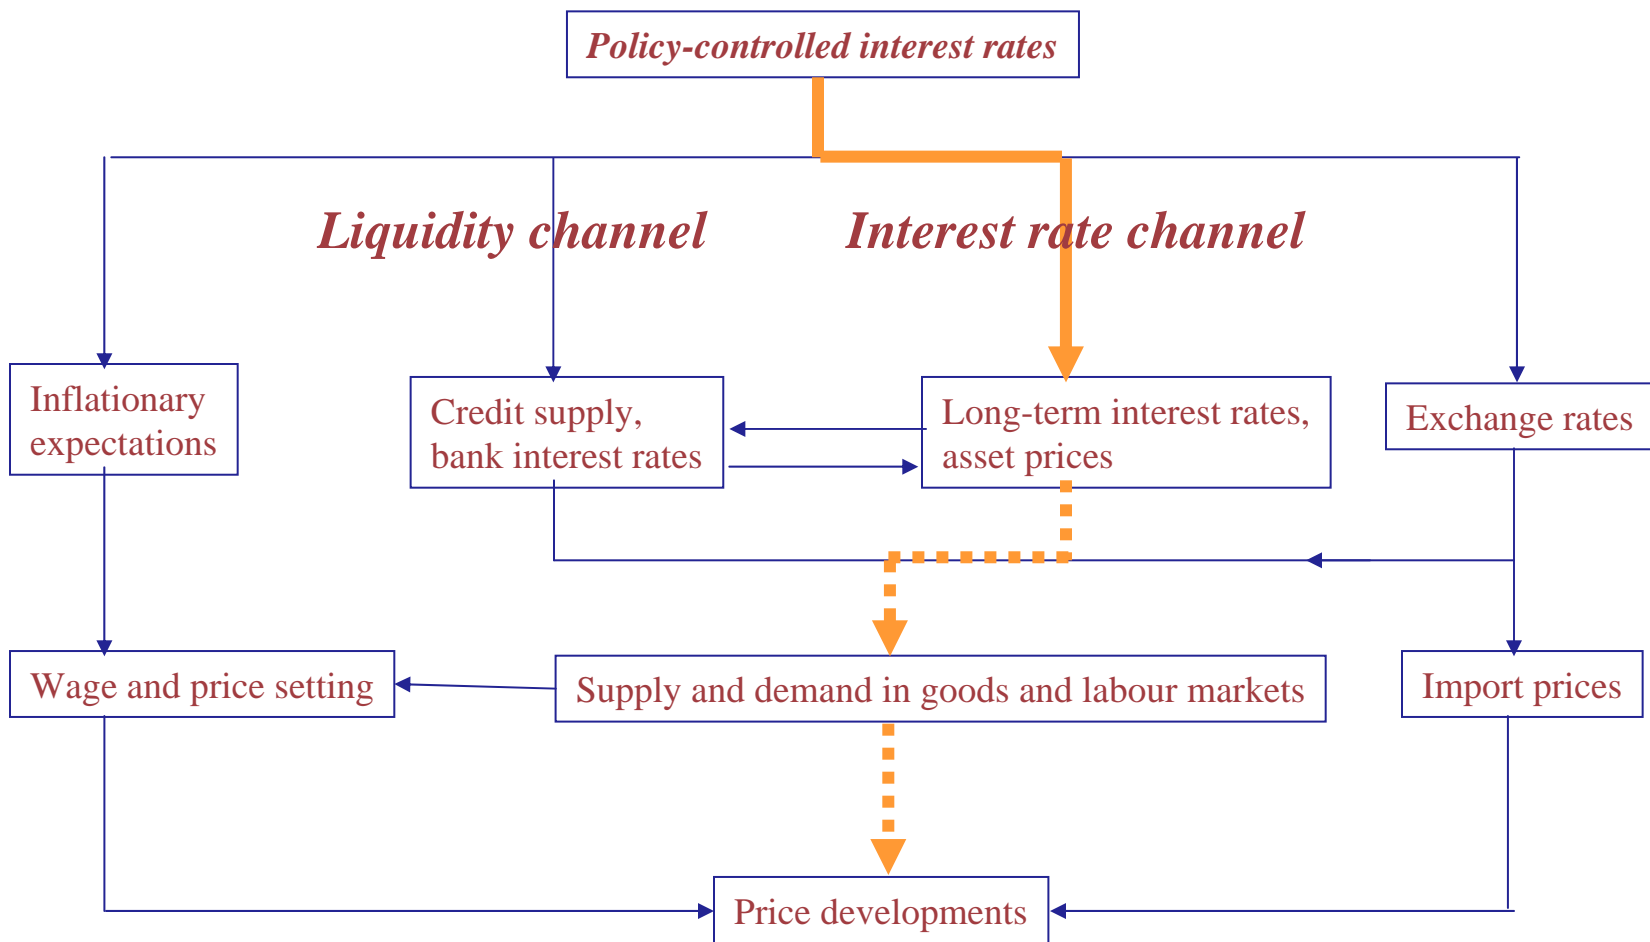 Policy-controlled interest rates
Liquidity channel
Interest rate channel
Inflationary
expectations
Credit supply,
bank interest rates
Long-term interest rates,
asset prices
Exchange rates
Wage and price setting
Supply and demand in goods and labour markets
Import prices
Price developments